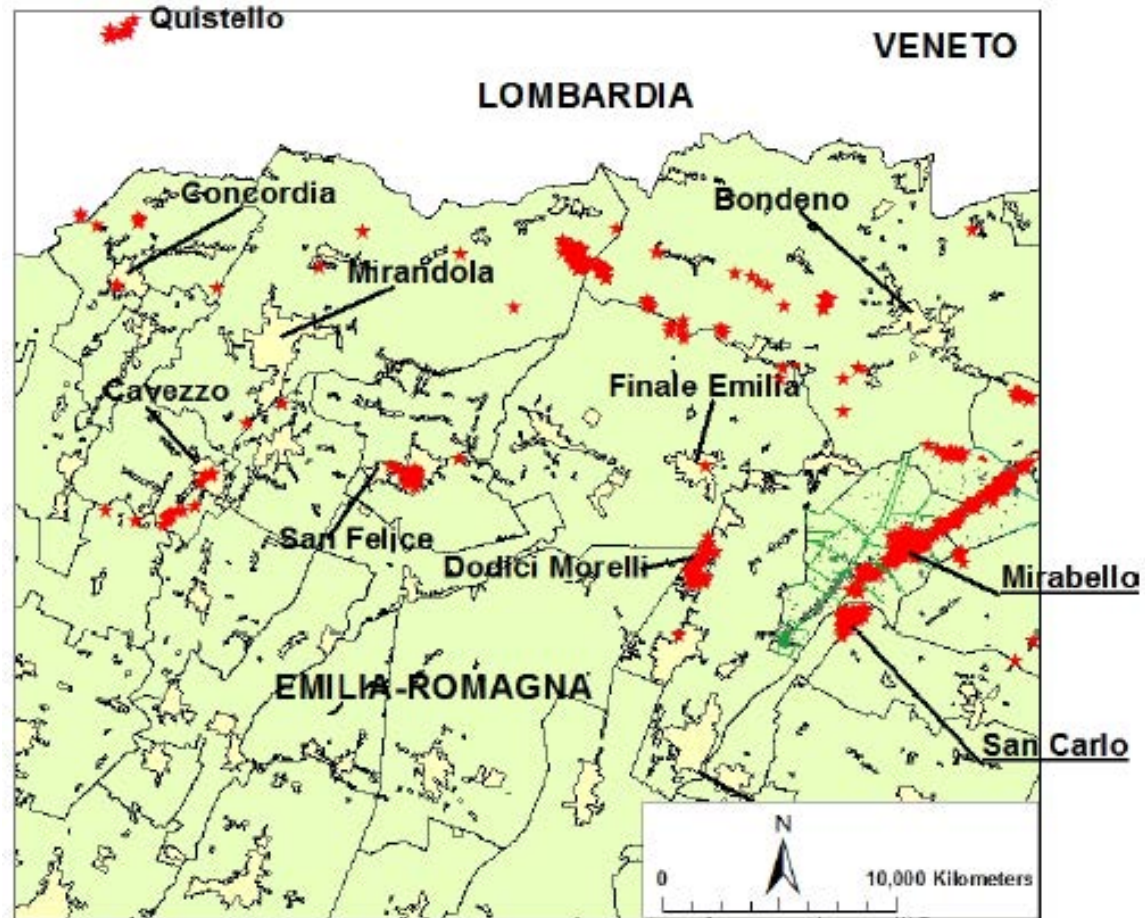 Quistello
VENETO
LOMBARDIA
Concordia
Bondeno
Mirandola
Cavezzo
Finale Emilia
San Felice
Dodici Morelli
Mirabello
EMILIA-ROMAGNA
San Carlo
N
0
10,000 Kilometers